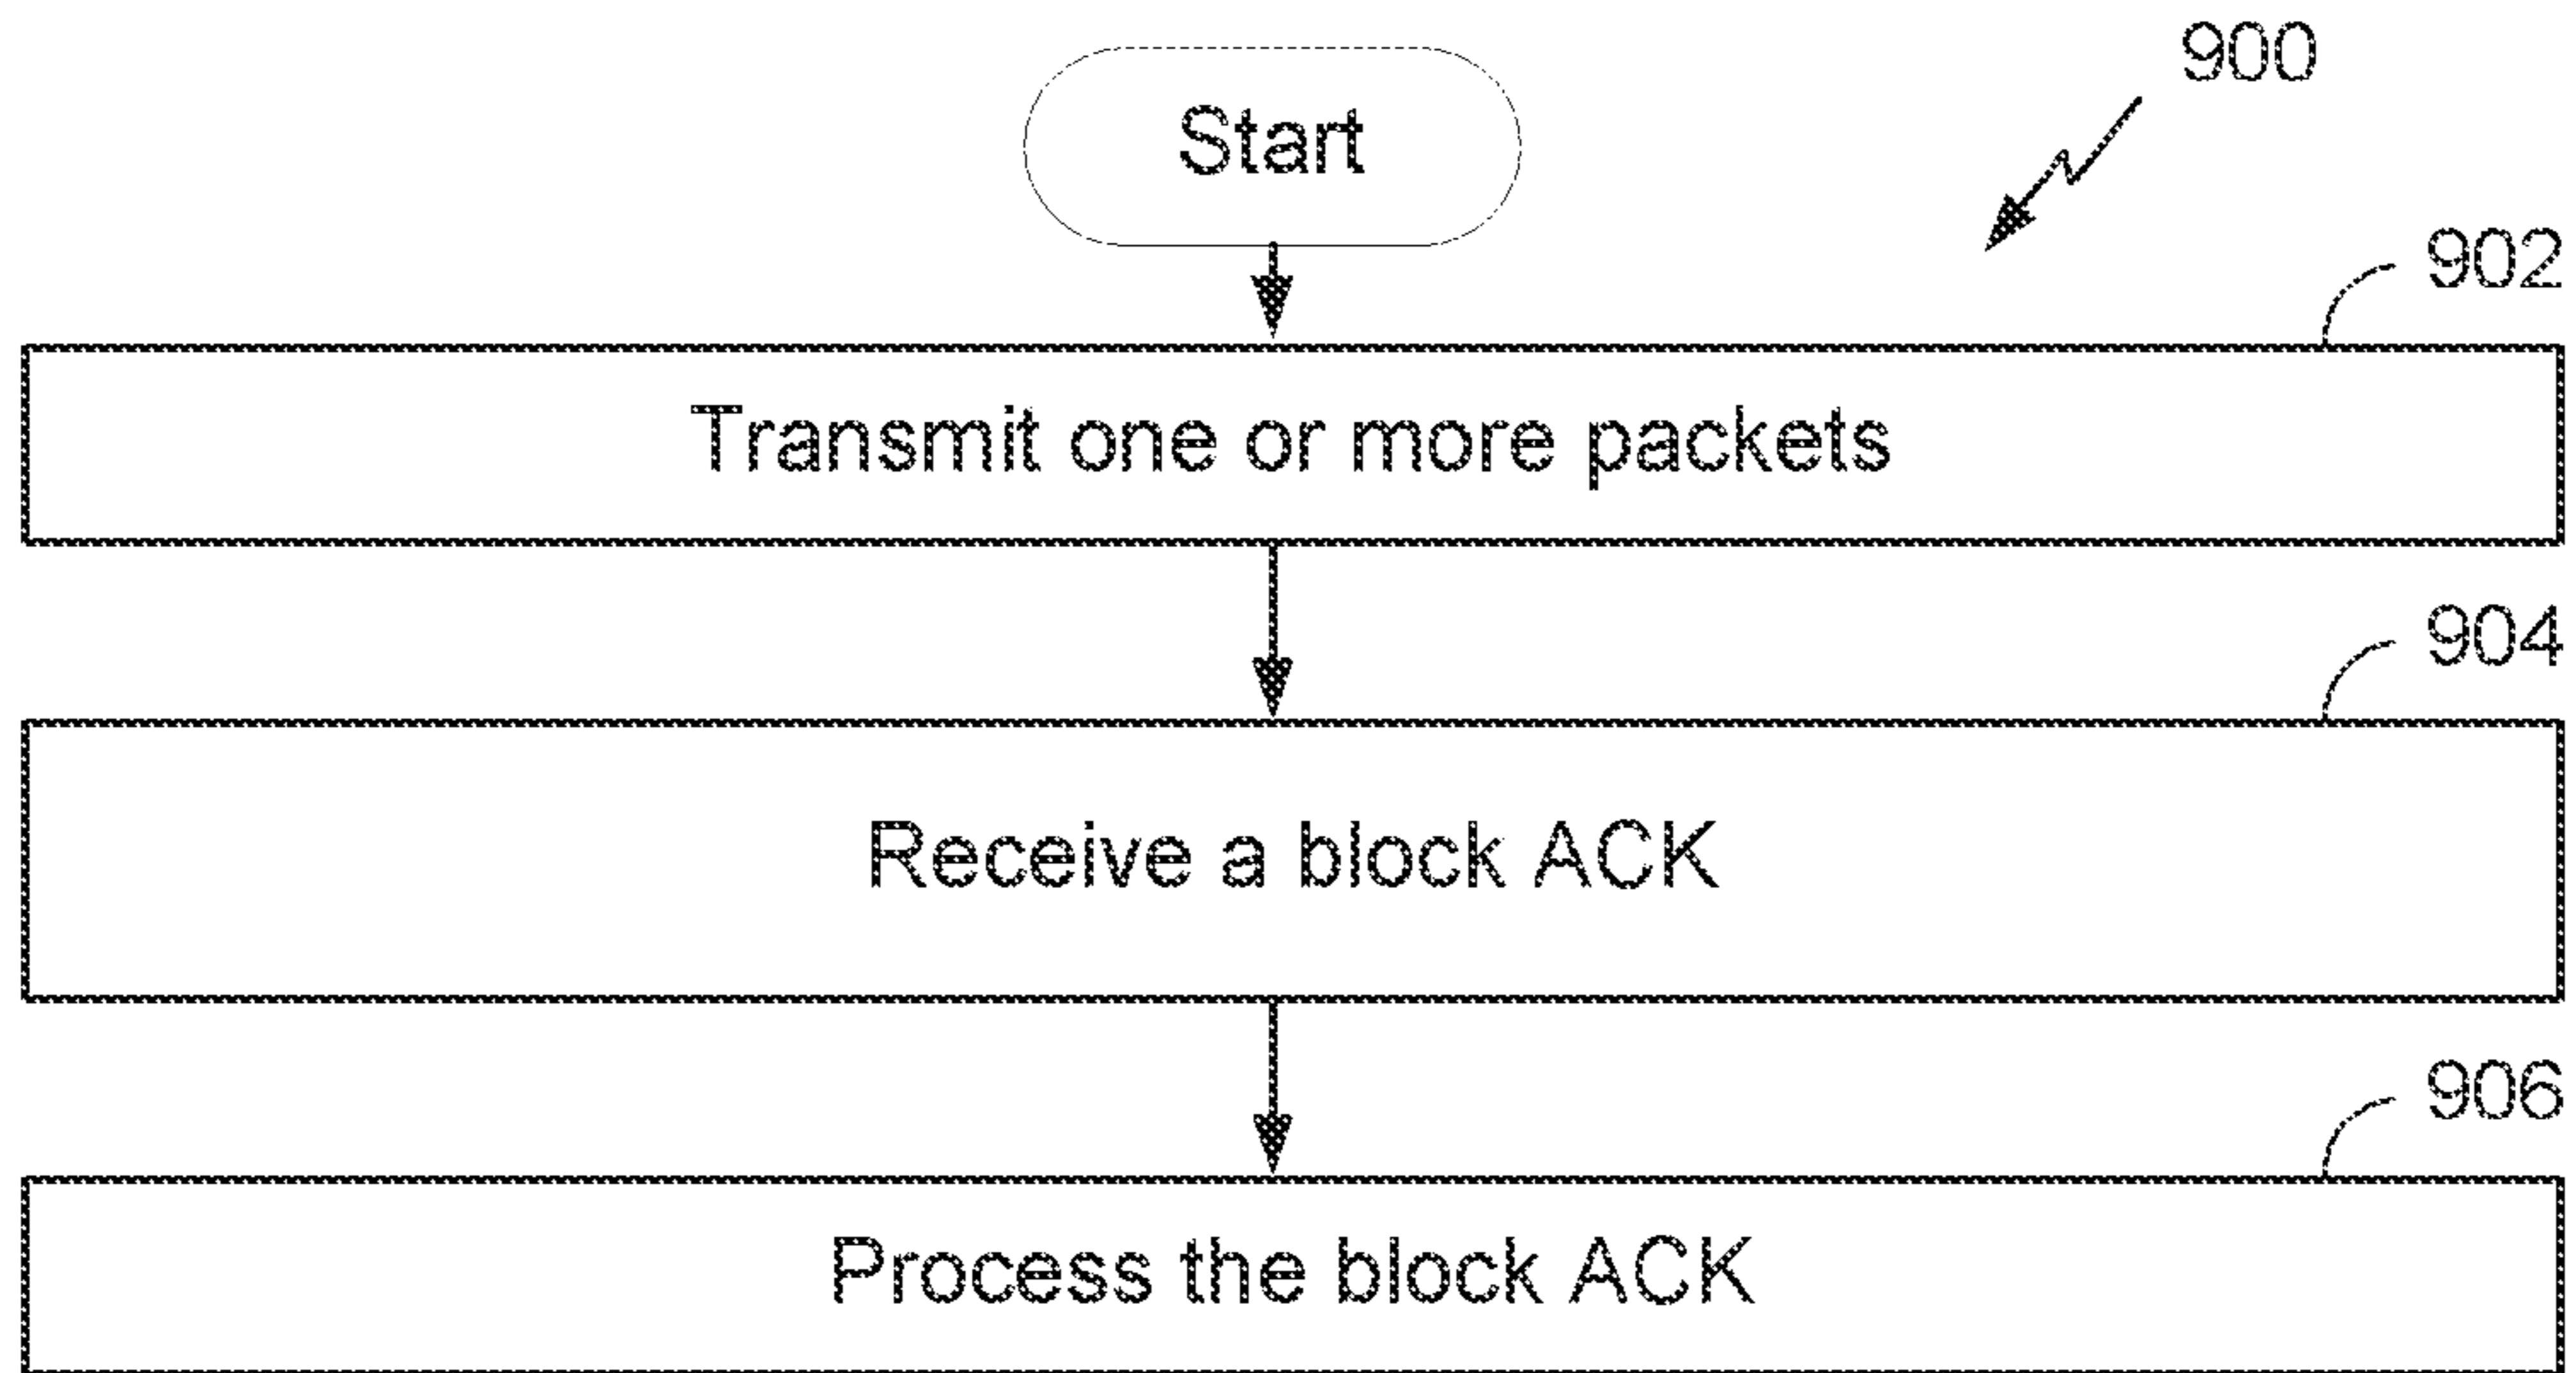 Start
900
902
Transmit one or more packets
904
Receive a block ACK
906
Process the block ACK